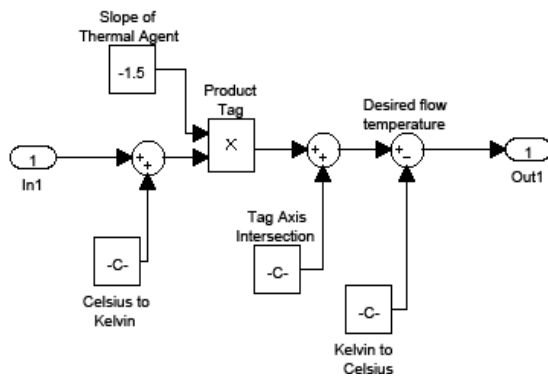 Slope of
Thermal Agent
-1.5
Product
Tag
×
Desired flow
temperature
1
In1
+
+
+
+
+
−
1
Out1
Tag Axis
Intersection
-C-
-C-
-C-
Celsius to
Kelvin
Kelvin to
Celsius